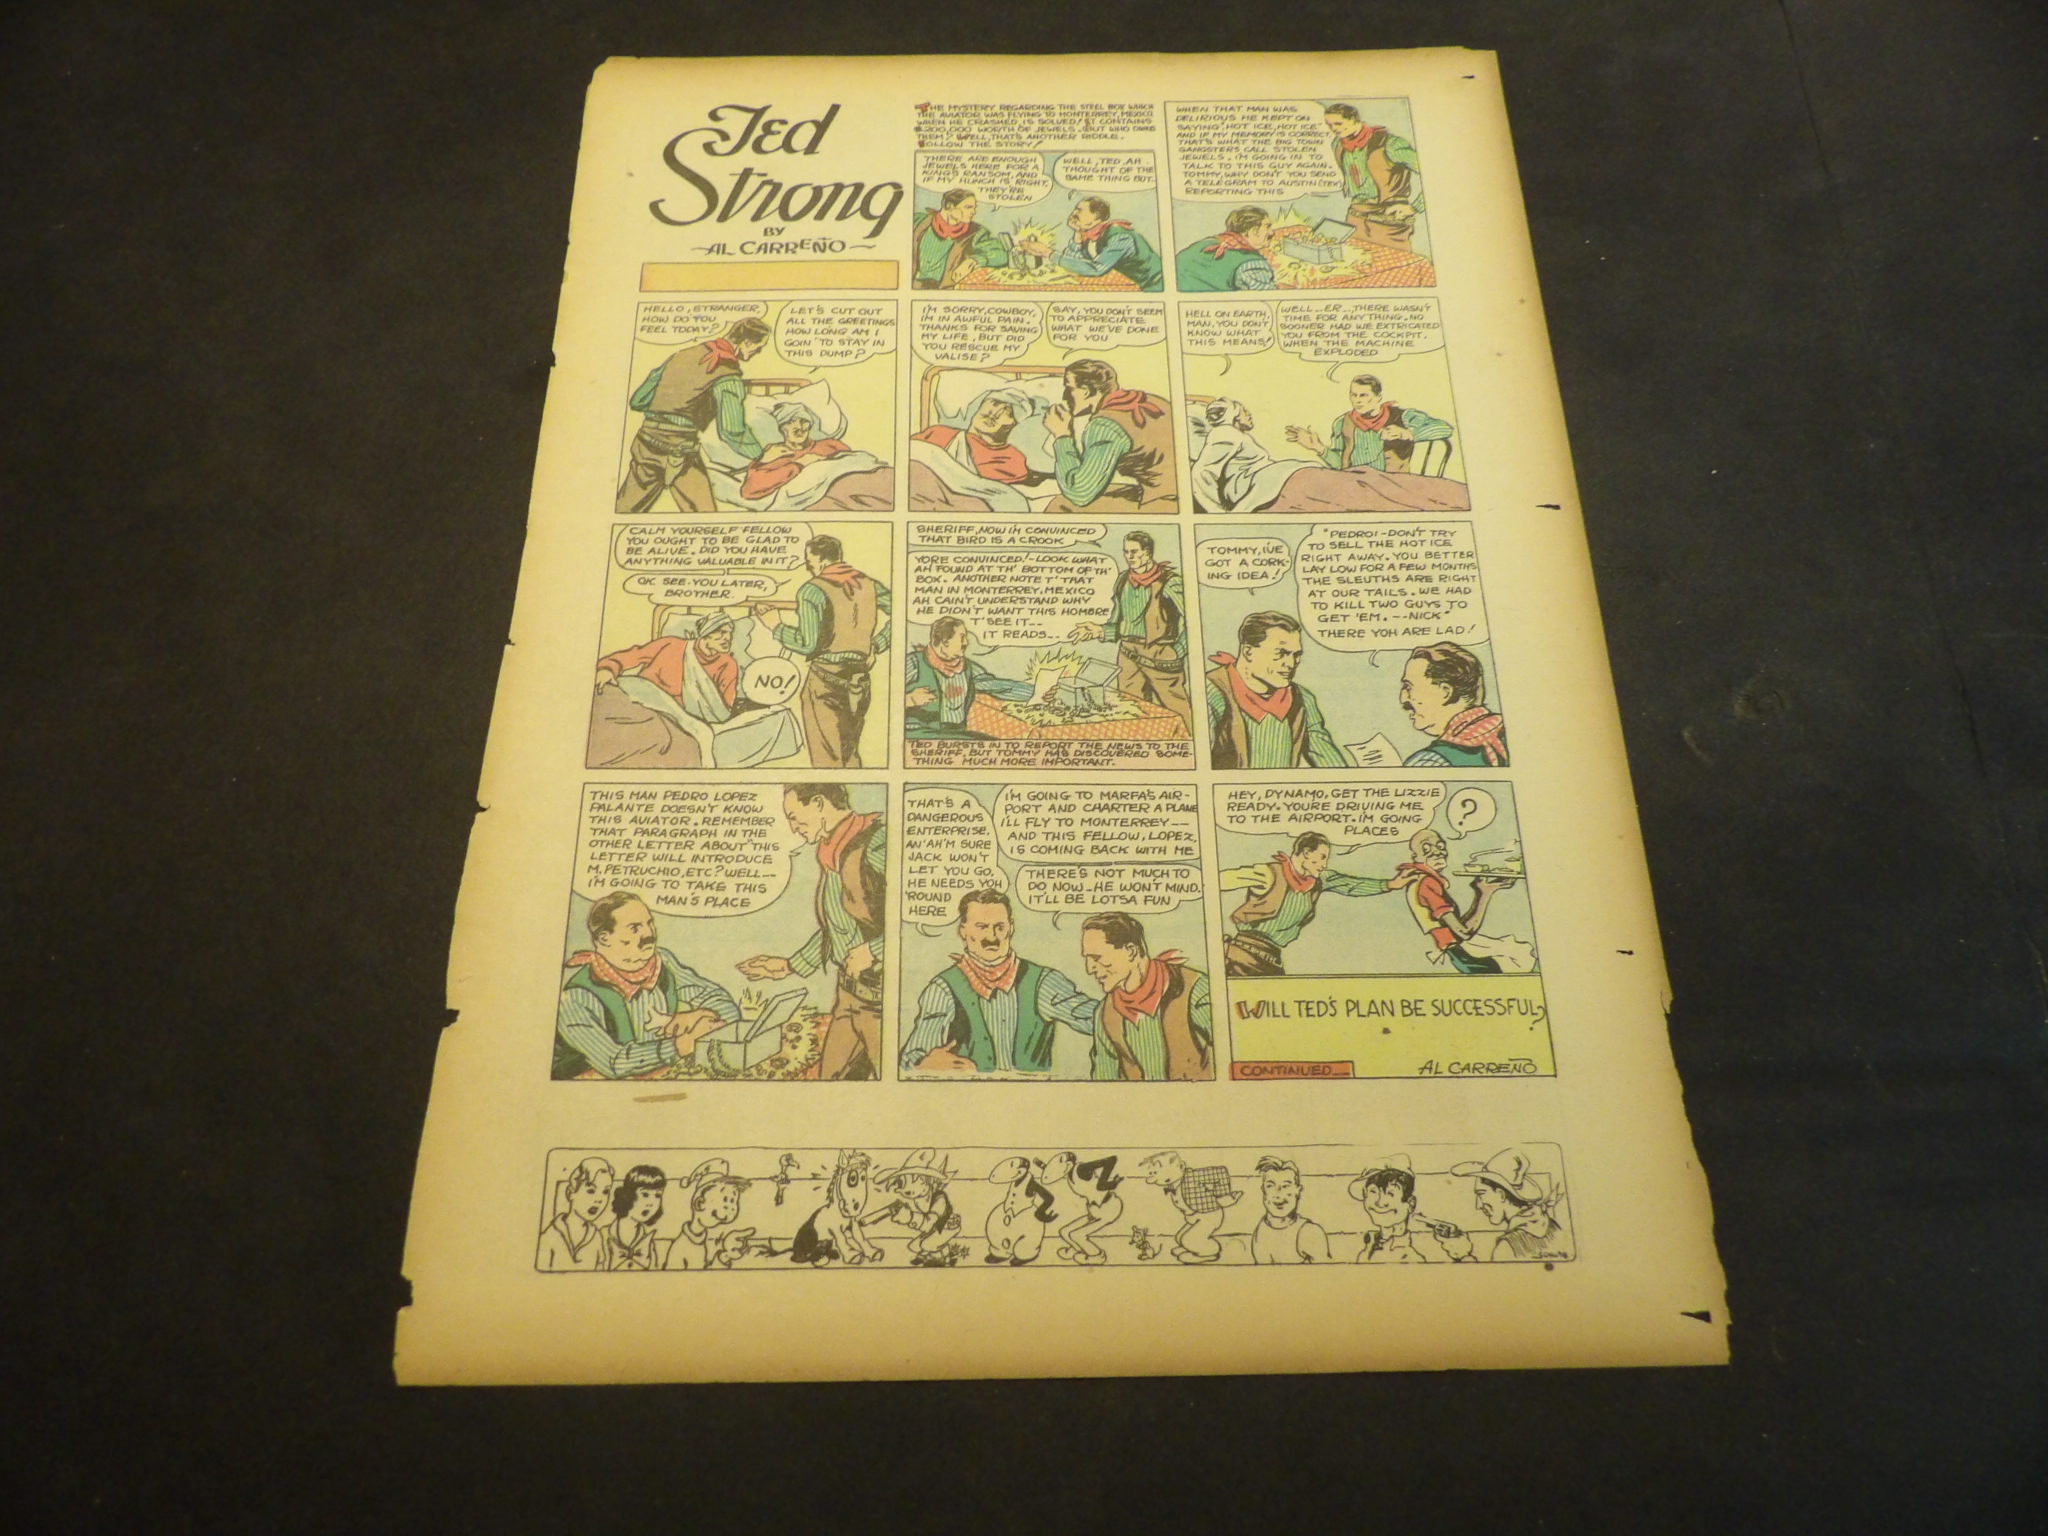 Ted
Strong
BY
AL CARREÑO
THE MYSTERY REGARDING THE STEEL BOX WHICH
THE AVIATOR WAS FLYING TO MONTERREY, MEXICO
WHEN HE CRASHED, IS SOLVED! IT CONTAINS
$200,000 WORTH OF JEWELS. BUT WHO OWNS
THEM? WELL, THAT'S ANOTHER RIDDLE.
FOLLOW THE STORY!
THERE ARE ENOUGH
JEWELS HERE FOR A
KING'S RANSOM, AND
IF MY HUNCH IS RIGHT,
THEY'RE
STOLEN
WELL, TED, AH
THOUGHT OF THE
SAME THING BUT--
WHEN THAT MAN WAS
DELIRIOUS HE KEPT ON
SAYING "HOT ICE, HOT ICE"
AND IF MY MEMORY IS CORRECT,
THAT'S WHAT THE BIG TOWN
GANGSTERS CALL STOLEN
JEWELS. I'M GOING IN TO
TALK TO THIS GUY AGAIN.
TOMMY, WHY DON'T YOU SEND
A TELEGRAM TO AUSTIN (TEX)
REPORTING THIS
HELLO, STRANGER,
HOW DO YOU
FEEL TODAY?
LET'S CUT OUT
ALL THE GREETINGS
HOW LONG AM I
GOIN' TO STAY IN
THIS DUMP?
I'M SORRY, COWBOY,
I'M IN AWFUL PAIN.
THANKS FOR SAVING
MY LIFE, BUT DID
YOU RESCUE MY
VALISE?
SAY, YOU DON'T SEEM
TO APPRECIATE
WHAT WE'VE DONE
FOR YOU
HELL ON EARTH,
MAN, YOU DON'T
KNOW WHAT
THIS MEANS!
WELL...ER..., THERE WASN'T
TIME FOR ANYTHING. NO
SOONER HAD WE EXTRICATED
YOU FROM THE COCKPIT.
WHEN THE MACHINE
EXPLODED
CALM YOURSELF FELLOW
YOU OUGHT TO BE GLAD TO
BE ALIVE. DID YOU HAVE
ANYTHING VALUABLE IN IT?
OK. SEE YOU LATER,
BROTHER.
NO!
SHERIFF, NOW I'M CONVINCED
THAT BIRD IS A CROOK
YORE CONVINCED!-LOOK WHAT
AH FOUND AT TH' BOTTOM OF TH'
BOX. ANOTHER NOTE T' THAT
MAN IN MONTERREY, MEXICO
AH CAIN'T UNDERSTAND WHY
HE DIDN'T WANT THIS HOMBRE
T'SEE IT--
IT READS--
TED BURSTS IN TO REPORT THE NEWS TO THE
SHERIFF, BUT TOMMY HAS DISCOVERED SOME-
THING MUCH MORE IMPORTANT.
TOMMY, I'VE
GOT A CORK-
ING IDEA!
"PEDRO!-DON'T TRY
TO SELL THE HOT ICE
RIGHT AWAY. YOU BETTER
LAY LOW FOR A FEW MONTHS
THE SLEUTHS ARE RIGHT
AT OUR TAILS. WE HAD
TO KILL TWO GUYS TO
GET 'EM. --NICK"
THERE YOH ARE LAD!
THIS MAN PEDRO LOPEZ
PALANTE DOESN'T KNOW
THIS AVIATOR. REMEMBER
THAT PARAGRAPH IN THE
OTHER LETTER ABOUT "THIS
LETTER WILL INTRODUCE
M. PETRUCHIO, ETC? WELL--
I'M GOING TO TAKE THIS
MAN'S PLACE
THAT'S A
DANGEROUS
ENTERPRISE.
AN' AH'M SURE
JACK WON'T
LET YOU GO.
HE NEEDS YOH
'ROUND
HERE
I'M GOING TO MARFA'S AIR-
PORT AND CHARTER A PLANE
I'LL FLY TO MONTERREY--
AND THIS FELLOW, LOPEZ,
IS COMING BACK WITH ME
THERE'S NOT MUCH TO
DO NOW--HE WON'T MIND.
IT'LL BE LOTSA FUN
HEY, DYNAMO, GET THE LIZZIE
READY. YOU'RE DRIVING ME
TO THE AIRPORT. I'M GOING
PLACES
?
WILL TED'S PLAN BE SUCCESSFUL?
CONTINUED--
AL CARREÑO